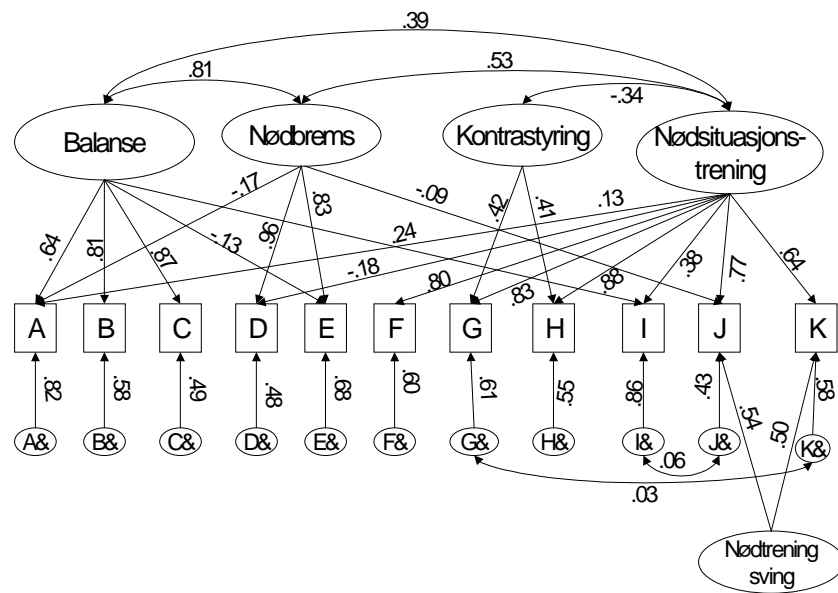 .39
.81
.53
-.34
Balanse
Nødbrems
Kontrastyring
Nødsituasjons-
trening
-.17
-.09
.13
.64
.81
.87
-.13
.24
.96
.83
.42
.41
-.18
.80
.83
.88
.38
.77
.64
A
B
C
D
E
F
G
H
I
J
K
.82
.58
.49
.48
.68
.60
.61
.55
.86
.43
.54
.50
.58
A&
B&
C&
D&
E&
F&
G&
H&
I&
J&
K&
.06
.03
Nødtrening
sving